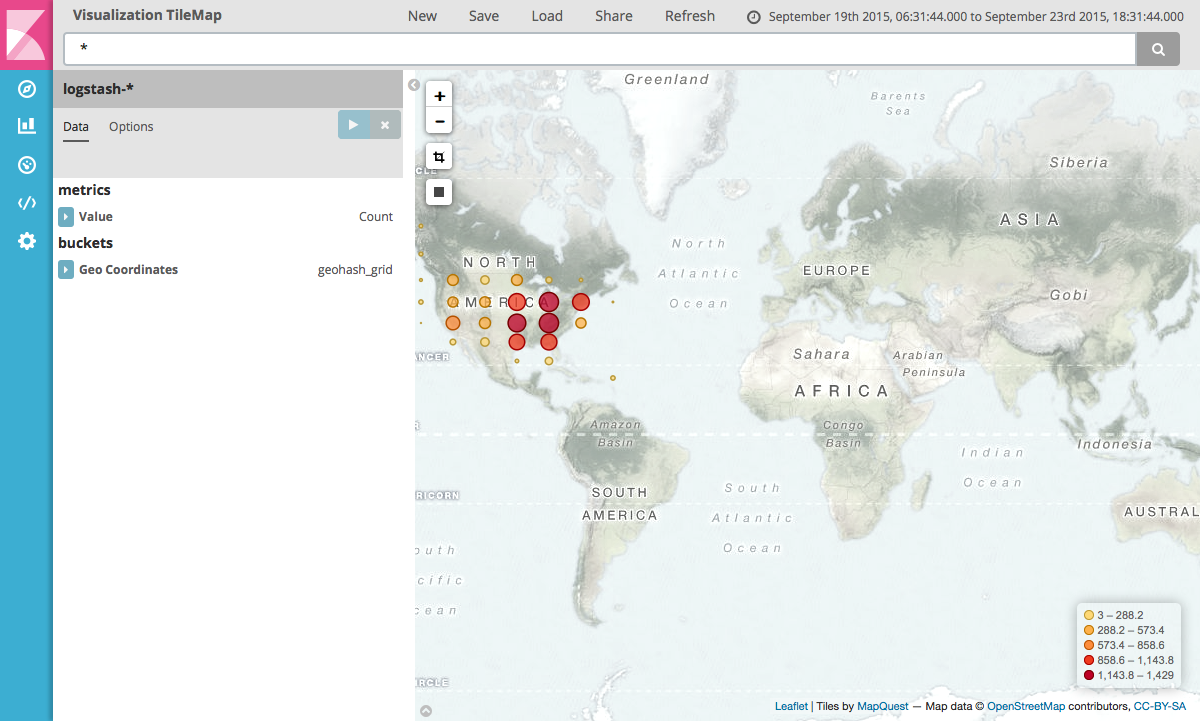 Visualization TileMap
New Save Load Share Refresh September 19th 2015, 06:31:44.000 to September 23rd 2015, 18:31:44.000
*
logstash-*
Data Options
metrics
Value Count
buckets
Geo Coordinates geohash_grid
+
−
Greenland
Barents
Sea
Siberia
CLE
ASIA
North
Atlantic
Ocean
NORTH
AMERICA
EUROPE
Gobi
Sahara
Arabian
Peninsula
ANCER
AFRICA
Amazon
Basin
Congo
Basin
R
Indonesia
Indian
Ocean
South
Atlantic
Ocean
SOUTH
AMERICA
RICORN
AUSTRAL
outh
cific
cean
IRCLE
3 – 288.2
288.2 – 573.4
573.4 – 858.6
858.6 – 1,143.8
1,143.8 – 1,429
Leaflet | Tiles by MapQuest — Map data © OpenStreetMap contributors, CC-BY-SA